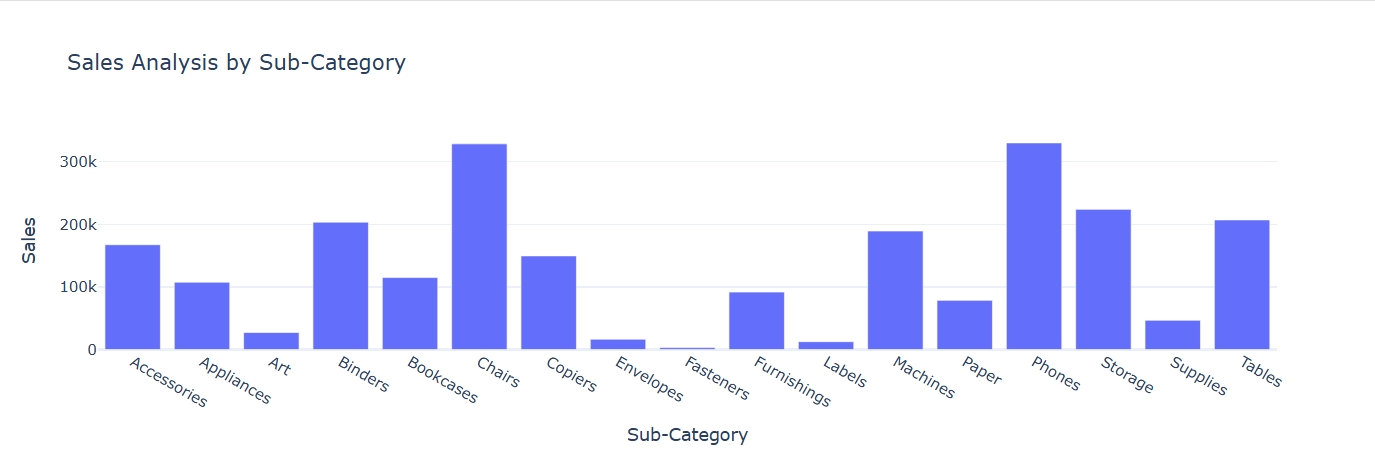 Sales Analysis by Sub-Category
300k
200k
100k
0
Sales
Accessories
Appliances
Art
Binders
Bookcases
Chairs
Copiers
Envelopes
Fasteners
Furnishings
Labels
Machines
Paper
Phones
Storage
Supplies
Tables
Sub-Category